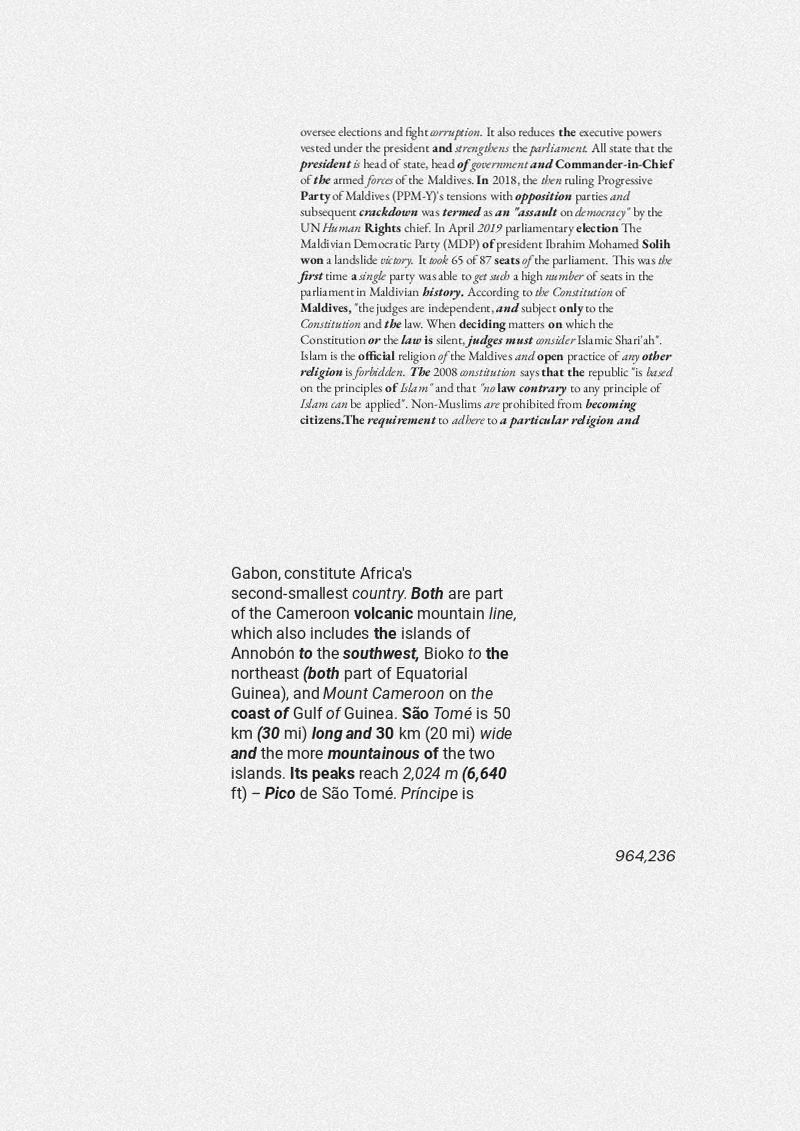 oversee elections and fight corruption. It also reduces the executive powers
vested under the president and strengthens the parliament. All state that the
president is head of state, head of government and Commander-in-Chief
of the armed forces of the Maldives. In 2018, the then ruling Progressive
Party of Maldives (PPM-Y)'s tensions with opposition parties and
subsequent crackdown was termed as an "assault on democracy" by the
UN Human Rights chief. In April 2019 parliamentary election The
Maldivian Democratic Party (MDP) of president Ibrahim Mohamed Solih
won a landslide victory. It took 65 of 87 seats of the parliament. This was the
first time a single party was able to get such a high number of seats in the
parliament in Maldivian history. According to the Constitution of
Maldives, "the judges are independent, and subject only to the
Constitution and the law. When deciding matters on which the
Constitution or the law is silent, judges must consider Islamic Shari'ah".
Islam is the official religion of the Maldives and open practice of any other
religion is forbidden. The 2008 constitution says that the republic "is based
on the principles of Islam" and that "no law contrary to any principle of
Islam can be applied". Non-Muslims are prohibited from becoming
citizens.The requirement to adhere to a particular religion and
Gabon, constitute Africa's
second-smallest country. Both are part
of the Cameroon volcanic mountain line,
which also includes the islands of
Annobón to the southwest, Bioko to the
northeast (both part of Equatorial
Guinea), and Mount Cameroon on the
coast of Gulf of Guinea. São Tomé is 50
km (30 mi) long and 30 km (20 mi) wide
and the more mountainous of the two
islands. Its peaks reach 2,024 m (6,640
ft) – Pico de São Tomé. Príncipe is
964,236